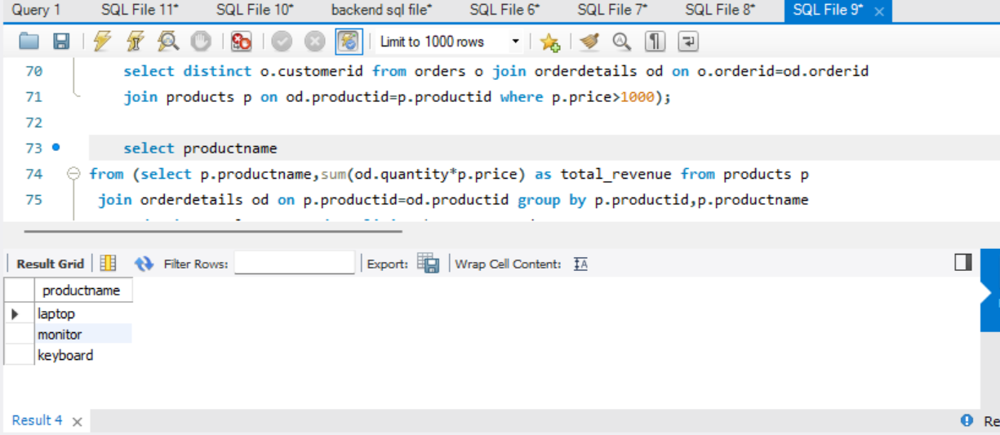 Query 1 SQL File 11* SQL File 10* backend sql file* SQL File 6* SQL File 7* SQL File 8* SQL File 9*
Limit to 1000 rows
70 select distinct o.customerid from orders o join orderdetails od on o.orderid=od.orderid
71 join products p on od.productid=p.productid where p.price>1000);
72
73 select productname
74 from (select p.productname,sum(od.quantity*p.price) as total_revenue from products p
75 join orderdetails od on p.productid=od.productid group by p.productid,p.productname
Result Grid Filter Rows: Export: Wrap Cell Content:
productname
laptop
monitor
keyboard
Result 4 Re